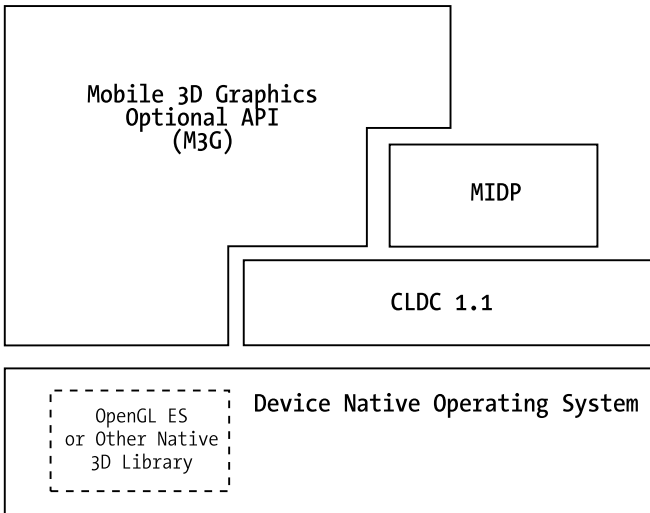 Mobile 3D Graphics
Optional API
(M3G)
MIDP
CLDC 1.1
Device Native Operating System
OpenGL ES
or Other Native
3D Library